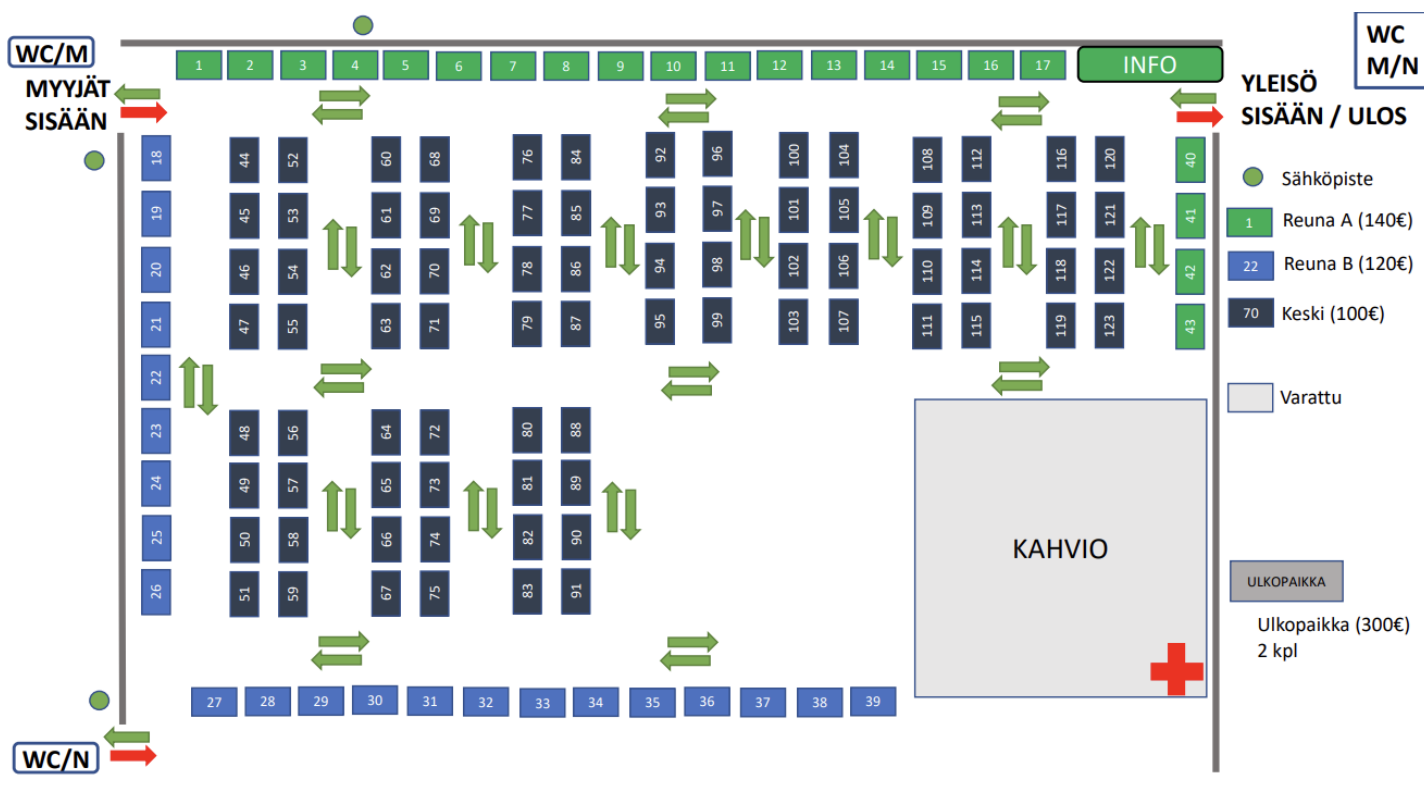 WC/M
MYYJÄT
SISÄÄN
1 2 3 4 5 6 7 8 9 10 11 12 13 14 15 16 17 INFO
WC
M/N
YLEISÖ
SISÄÄN / ULOS
18 44 52 60 68 76 84 92 96 100 104 108 112 116 120 40
19 45 53 61 69 77 85 93 97 101 105 109 113 117 121 41
20 46 54 62 70 78 86 94 98 102 106 110 114 118 122 42
21 47 55 63 71 79 87 95 99 103 107 111 115 119 123 43
22
23 48 56 64 72 80 88
24 49 57 65 73 81 89
25 50 58 66 74 82 90
26 51 59 67 75 83 91
KAHVIO
27 28 29 30 31 32 33 34 35 36 37 38 39
WC/N
Sähköpiste
1 Reuna A (140€)
22 Reuna B (120€)
70 Keski (100€)
Varattu
ULKOPAIKKA
Ulkopaikka (300€)
2 kpl